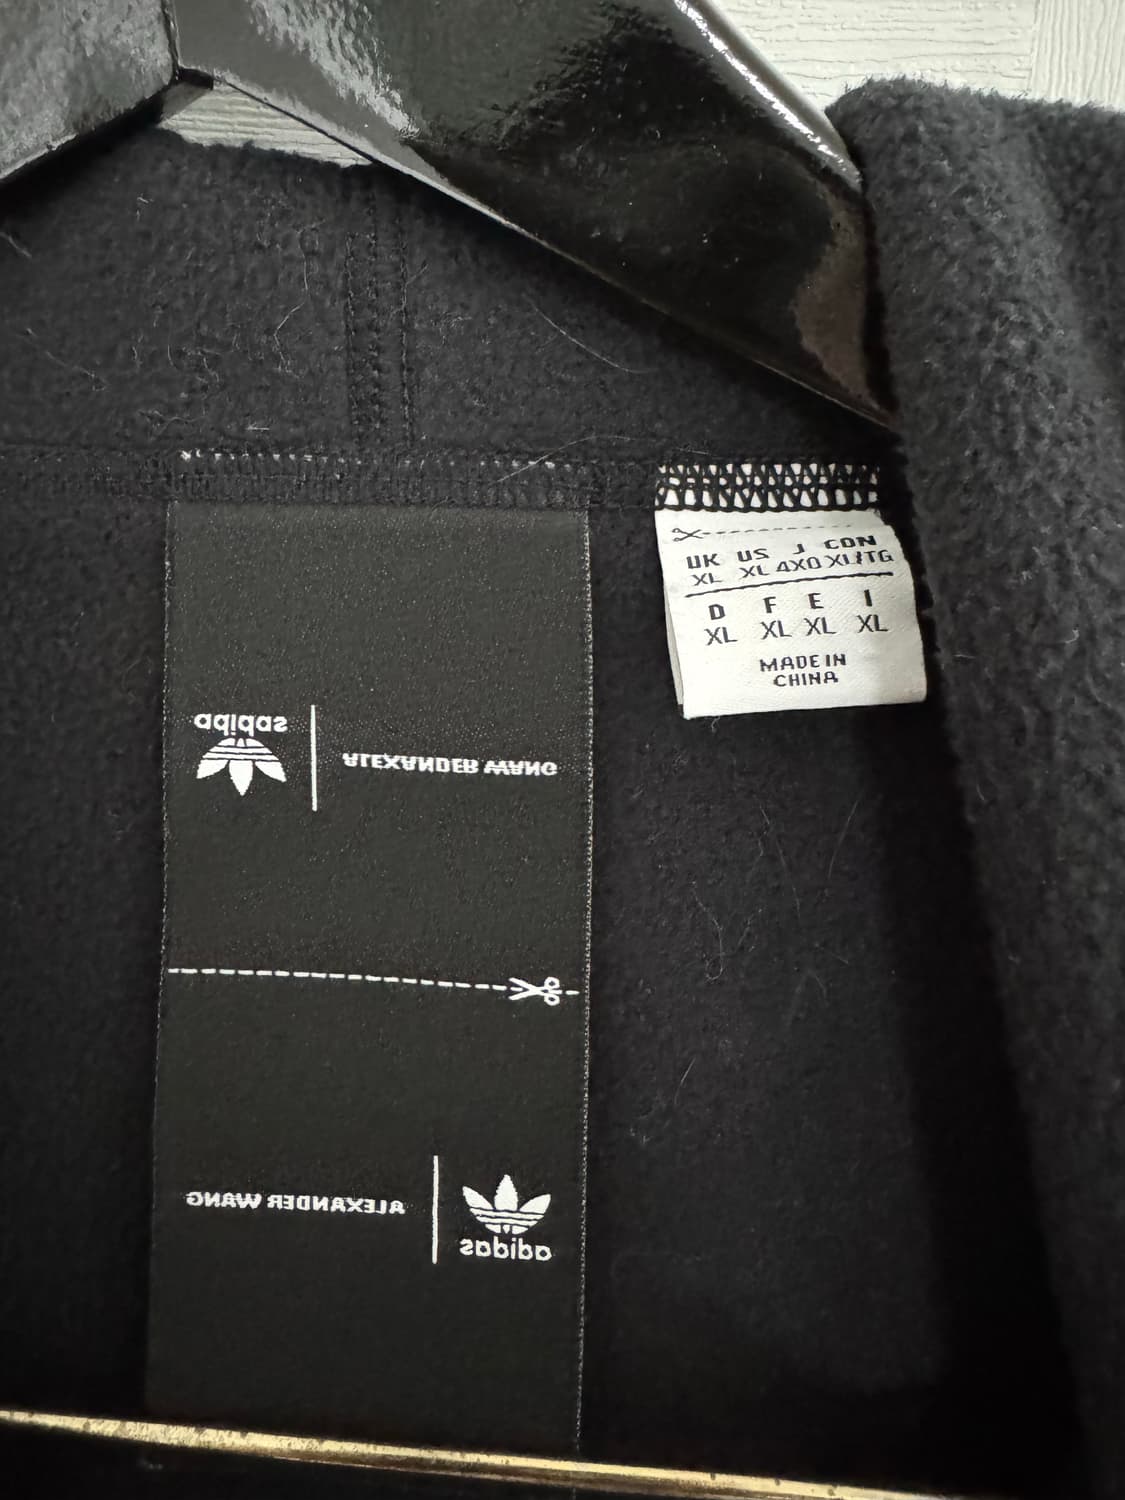 UK US J CDN
XL XL 4XO XL/TG
D F E I
XL XL XL XL
MADE IN
CHINA
adidas
ALEXANDER WANG
ALEXANDER WANG
adidas